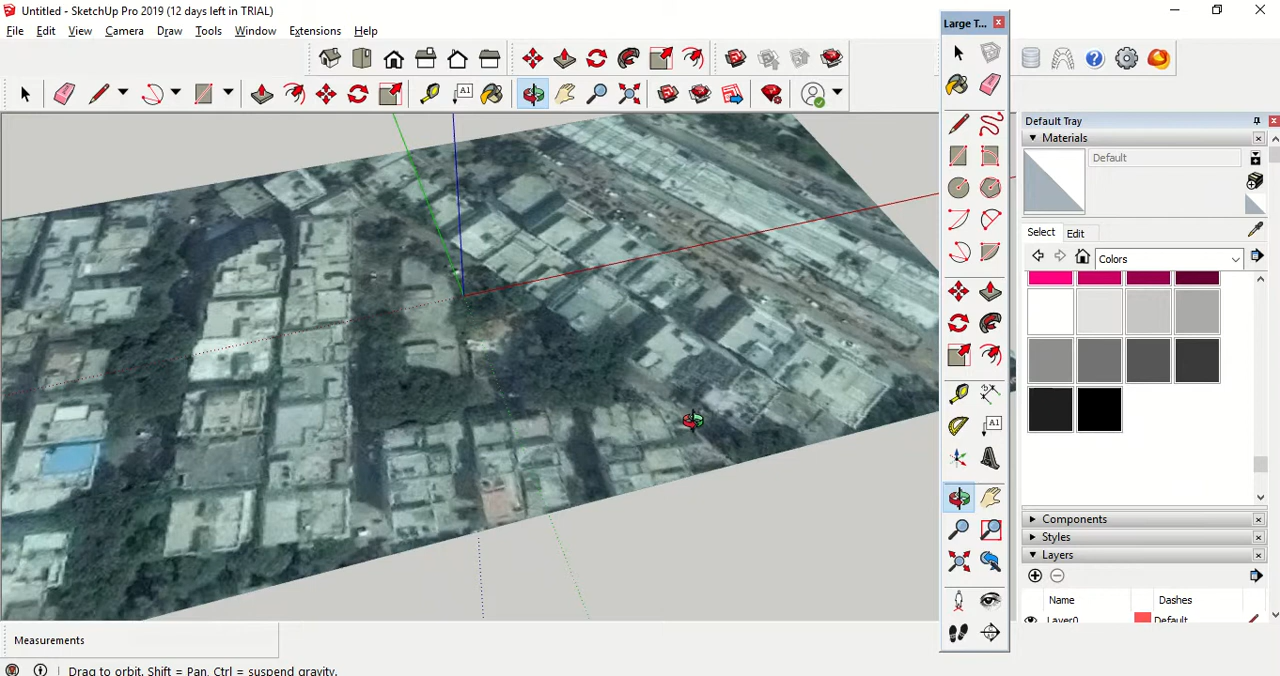 Untitled - SketchUp Pro 2019 (12 days left in TRIAL)
File Edit View Camera Draw Tools Window Extensions Help
Large T...
A1
Default Tray
Materials
Default
Select Edit
Colors
A1
Components
Styles
Layers
Name Dashes
Layer0 Default
Measurements
Drag to orbit. Shift = Pan, Ctrl = suspend gravity.